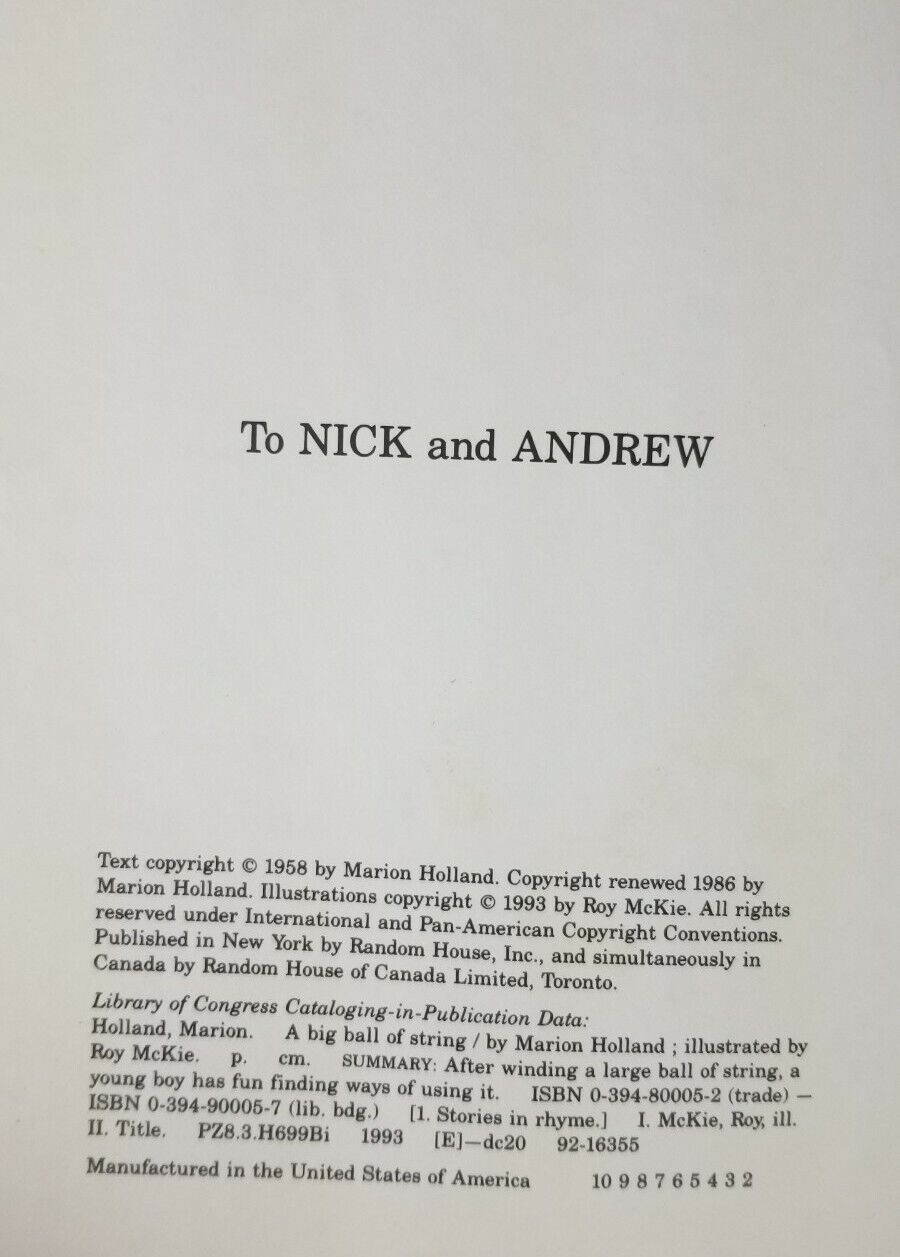 To NICK and ANDREW
Text copyright © 1958 by Marion Holland. Copyright renewed 1986 by
Marion Holland. Illustrations copyright © 1993 by Roy McKie. All rights
reserved under International and Pan-American Copyright Conventions.
Published in New York by Random House, Inc., and simultaneously in
Canada by Random House of Canada Limited, Toronto.
Library of Congress Cataloging-in-Publication Data:
Holland, Marion. A big ball of string / by Marion Holland ; illustrated by
Roy McKie. p. cm. SUMMARY: After winding a large ball of string, a
young boy has fun finding ways of using it. ISBN 0-394-80005-2 (trade) —
ISBN 0-394-90005-7 (lib. bdg.) [1. Stories in rhyme.] I. McKie, Roy, ill.
II. Title. PZ8.3.H699Bi 1993 [E]—dc20 92-16355
Manufactured in the United States of America 10 9 8 7 6 5 4 3 2